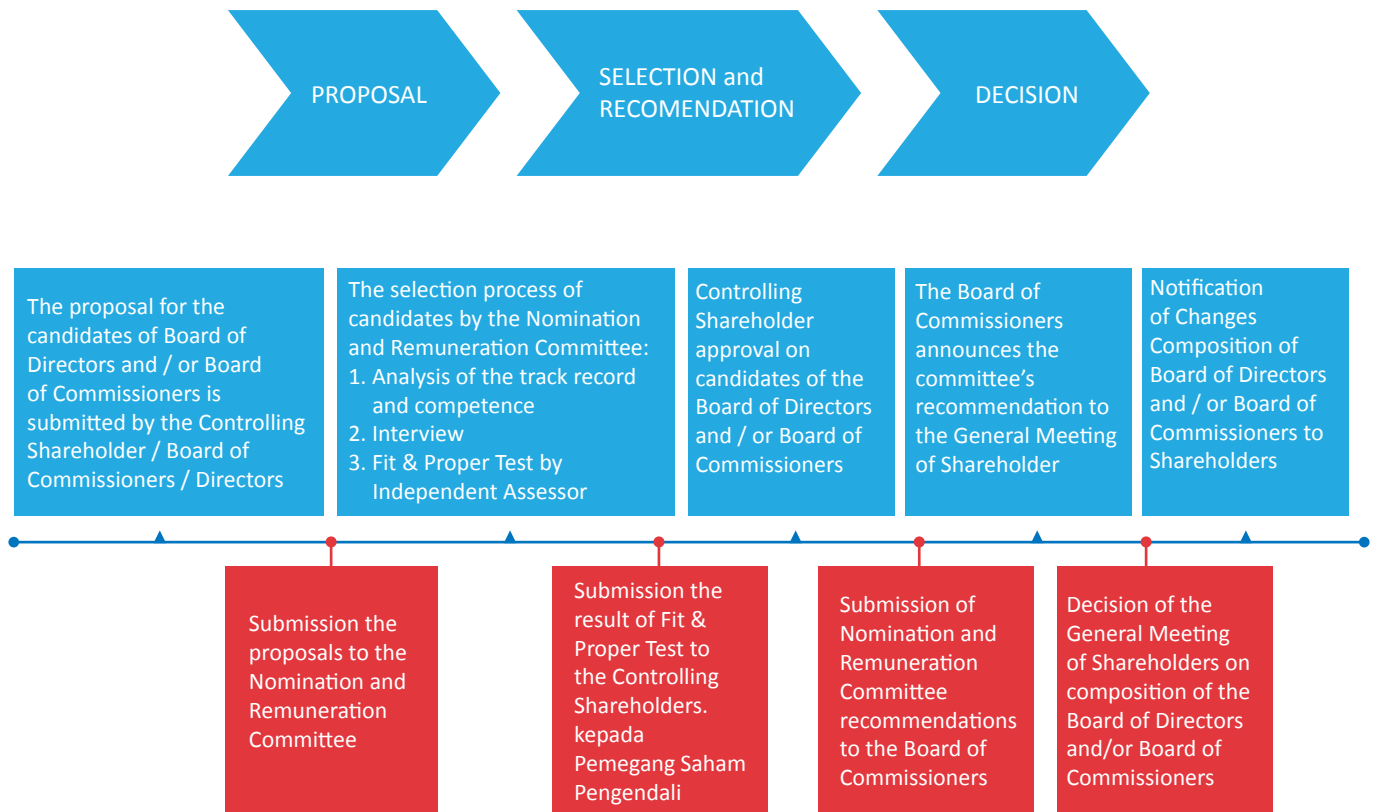 PROPOSAL
SELECTION and
RECOMENDATION
DECISION
The proposal for the
candidates of Board of
Directors and / or Board
of Commissioners is
submitted by the Controlling
Shareholder / Board of
Commissioners / Directors
The selection process of
candidates by the Nomination
and Remuneration Committee:
1. Analysis of the track record
and competence
2. Interview
3. Fit & Proper Test by
Independent Assessor
Controlling
Shareholder
approval on
candidates of the
Board of Directors
and / or Board of
Commissioners
The Board of
Commissioners
announces the
committee's
recommendation to
the General Meeting
of Shareholder
Notification
of Changes
Composition of
Board of Directors
and / or Board of
Commissioners to
Shareholders
Submission the
proposals to the
Nomination and
Remuneration
Committee
Submission the
result of Fit &
Proper Test to
the Controlling
Shareholders.
kepada
Pemegang Saham
Pengendali
Submission of
Nomination and
Remuneration
Committee
recommendations
to the Board of
Commissioners
Decision of the
General Meeting
of Shareholders on
composition of the
Board of Directors
and/or Board of
Commissioners